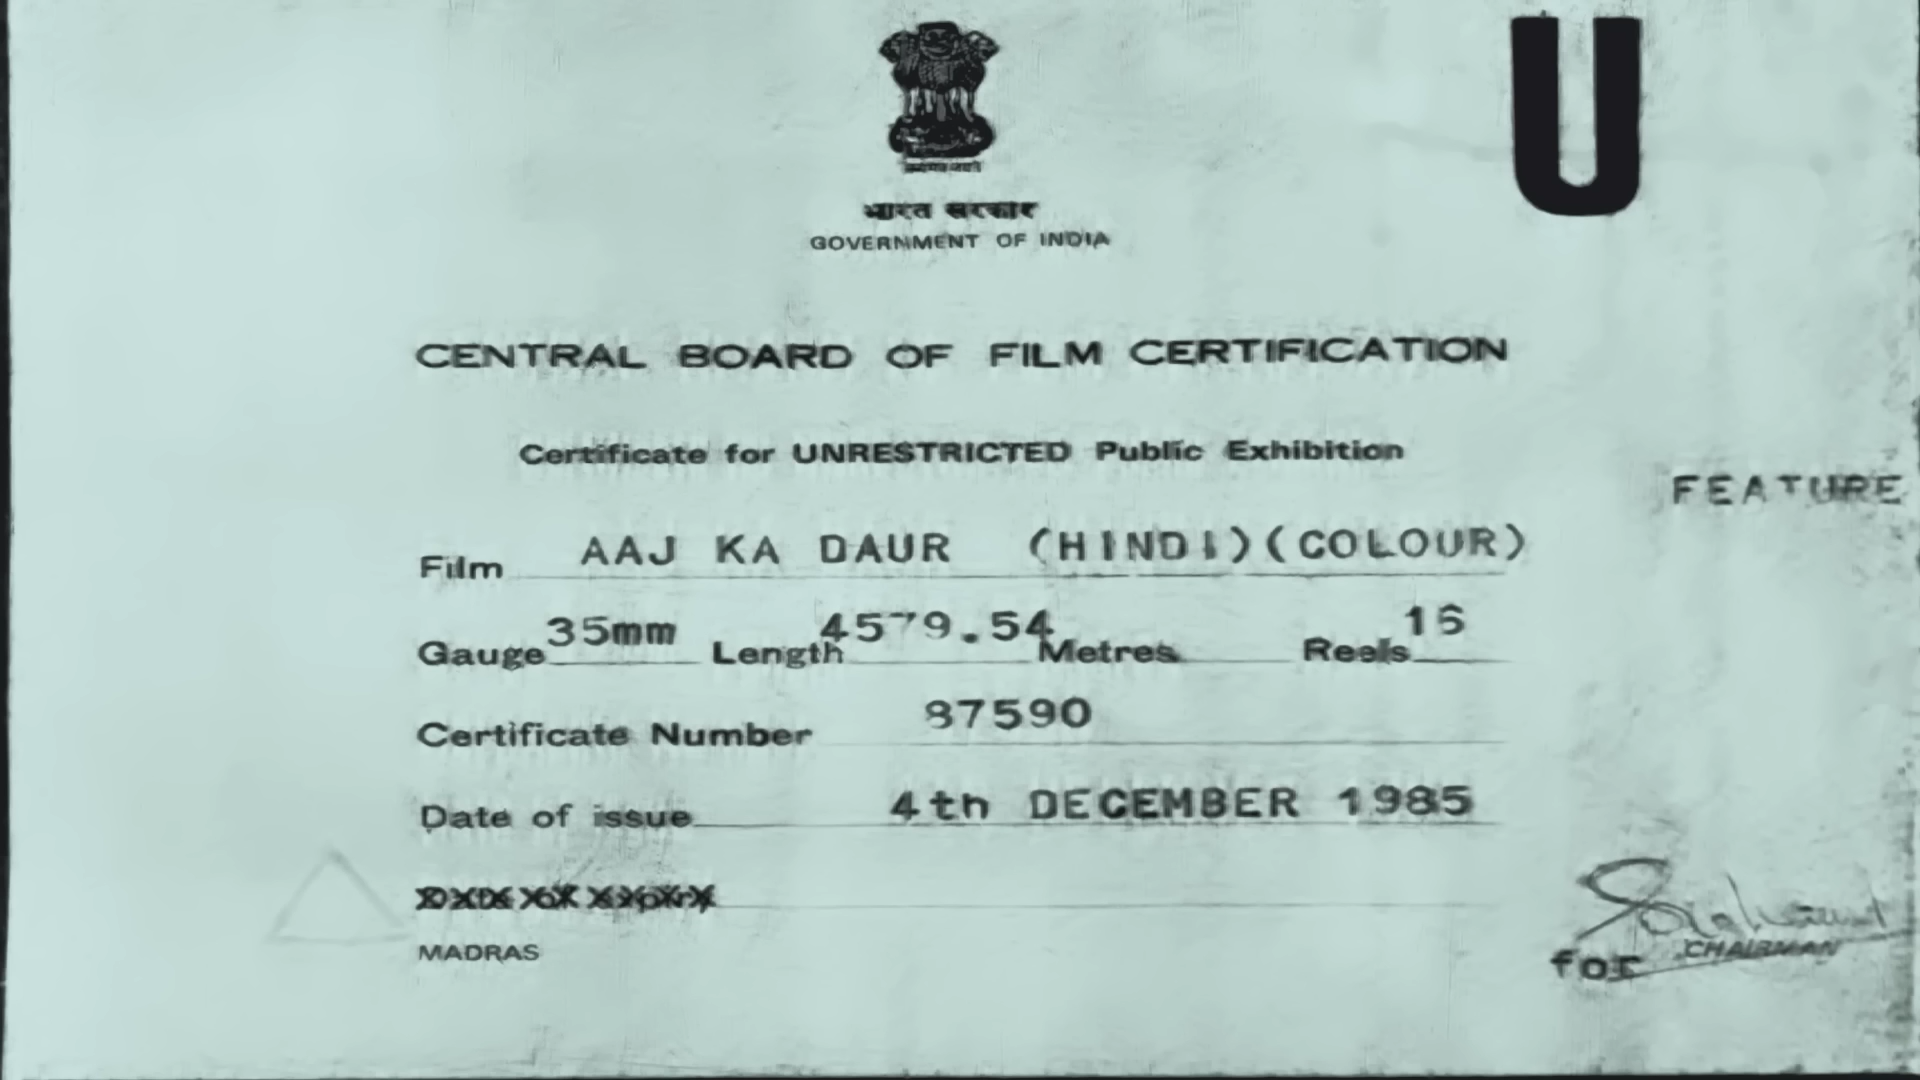 U
भारत सरकार
GOVERNMENT OF INDIA
CENTRAL BOARD OF FILM CERTIFICATION
Certificate for UNRESTRICTED Public Exhibition
FEATURE
Film AAJ KA DAUR (HINDI)(COLOUR)
Gauge 35mm Length 4579.54 Metres Reels 16
Certificate Number 87590
Date of issue 4th DECEMBER 1985
MADRAS
for CHAIRMAN